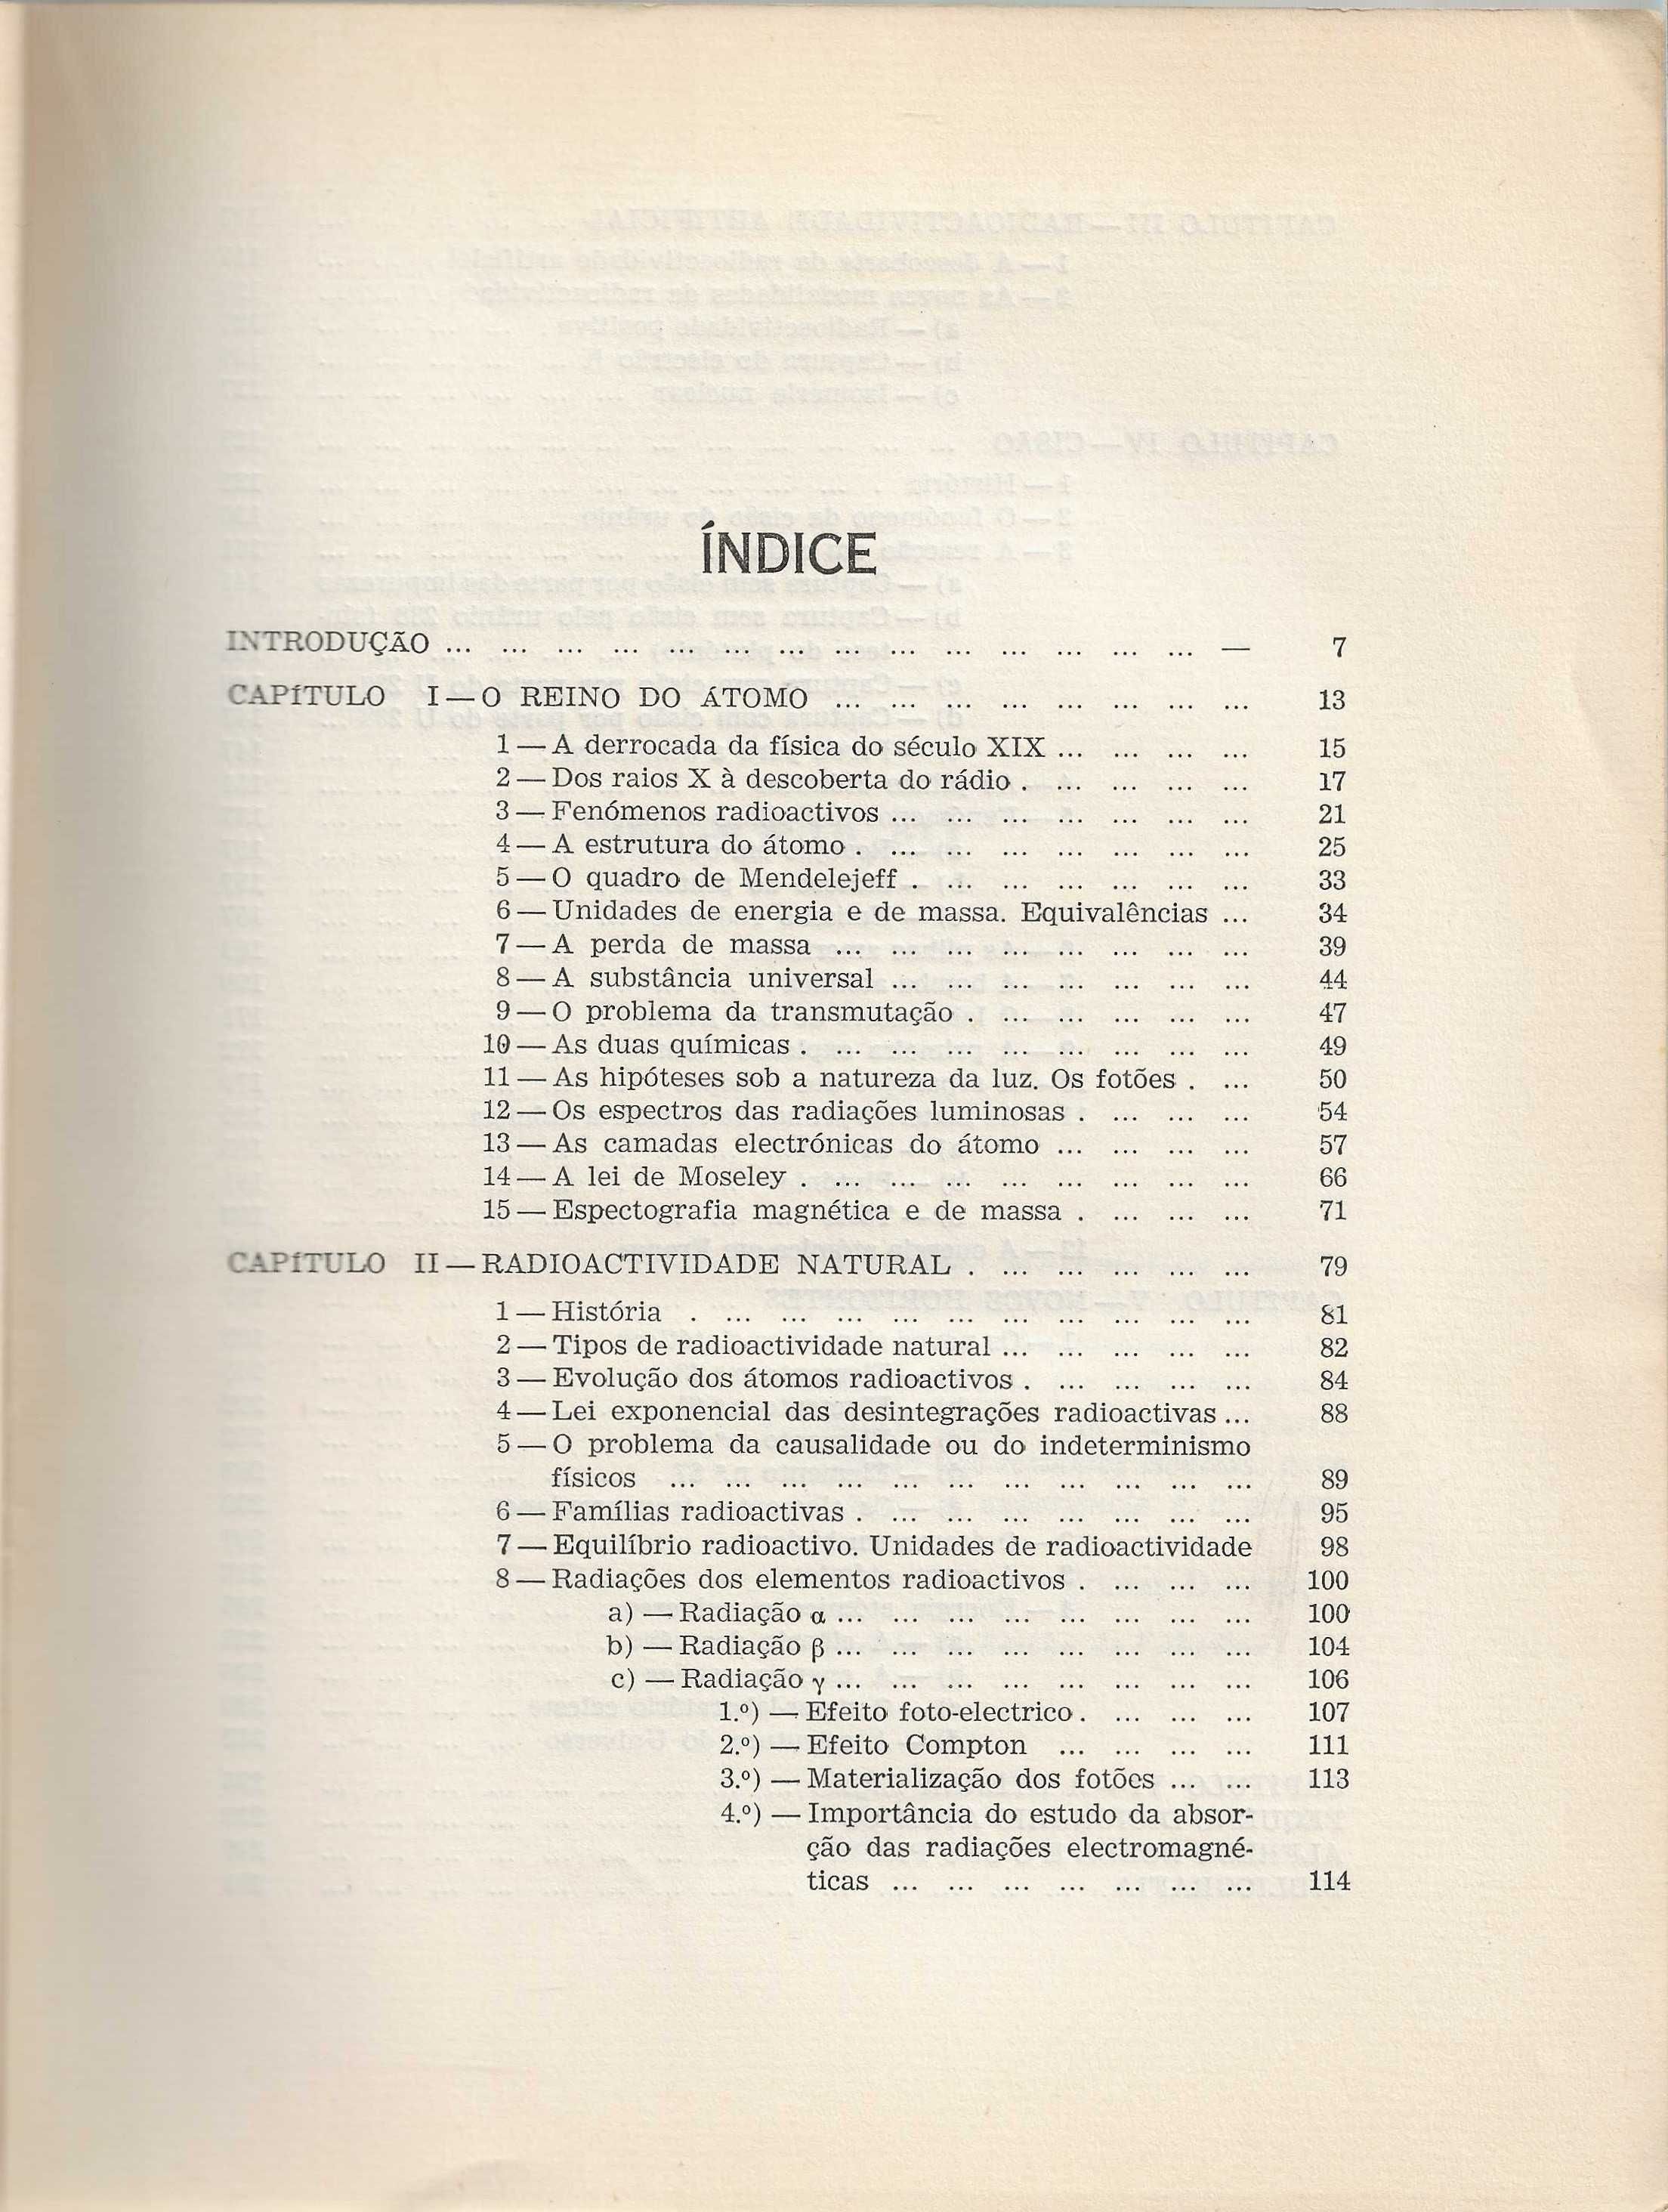 ÍNDICE
INTRODUÇÃO ... ... ... ... ... ... ... ... ... ... ... ... ... ... — 7
CAPÍTULO I — O REINO DO ÁTOMO ... ... ... ... ... ... ... ... 13
1 — A derrocada da física do século XIX ... ... ... ... 15
2 — Dos raios X à descoberta do rádio . ... ... ... ... 17
3 — Fenómenos radioactivos ... ... ... ... ... ... ... 21
4 — A estrutura do átomo . ... ... ... ... ... ... ... 25
5 — O quadro de Mendelejeff . ... ... ... ... ... ... 33
6 — Unidades de energia e de massa. Equivalências ... 34
7 — A perda de massa ... ... ... ... ... ... ... ... 39
8 — A substância universal ... ... ... ... ... ... ... 44
9 — O problema da transmutação . ... ... ... ... ... 47
10 — As duas químicas . ... ... ... ... ... ... ... ... 49
11 — As hipóteses sob a natureza da luz. Os fotões . ... 50
12 — Os espectros das radiações luminosas . ... ... ... 54
13 — As camadas electrónicas do átomo ... ... ... ... 57
14 — A lei de Moseley . ... ... ... ... ... ... ... ... 66
15 — Espectografia magnética e de massa . ... ... ... 71
CAPÍTULO II — RADIOACTIVIDADE NATURAL . ... ... ... ... ... 79
1 — História . ... ... ... ... ... ... ... ... ... ... 81
2 — Tipos de radioactividade natural ... ... ... ... ... 82
3 — Evolução dos átomos radioactivos . ... ... ... ... 84
4 — Lei exponencial das desintegrações radioactivas ... 88
5 — O problema da causalidade ou do indeterminismo
físicos ... ... ... ... ... ... ... ... ... ... ... 89
6 — Famílias radioactivas . ... ... ... ... ... ... ... 95
7 — Equilíbrio radioactivo. Unidades de radioactividade 98
8 — Radiações dos elementos radioactivos . ... ... ... 100
a) — Radiação α ... ... ... ... ... ... ... ... 100
b) — Radiação β ... ... ... ... ... ... ... ... 104
c) — Radiação γ ... ... ... ... ... ... ... ... 106
1.º) — Efeito foto-electrico . ... ... ... 107
2.º) — Efeito Compton ... ... ... ... 111
3.º) — Materialização dos fotões ... ... 113
4.º) — Importância do estudo da absor-
ção das radiações electromagné-
ticas ... ... ... ... ... ... ... 114